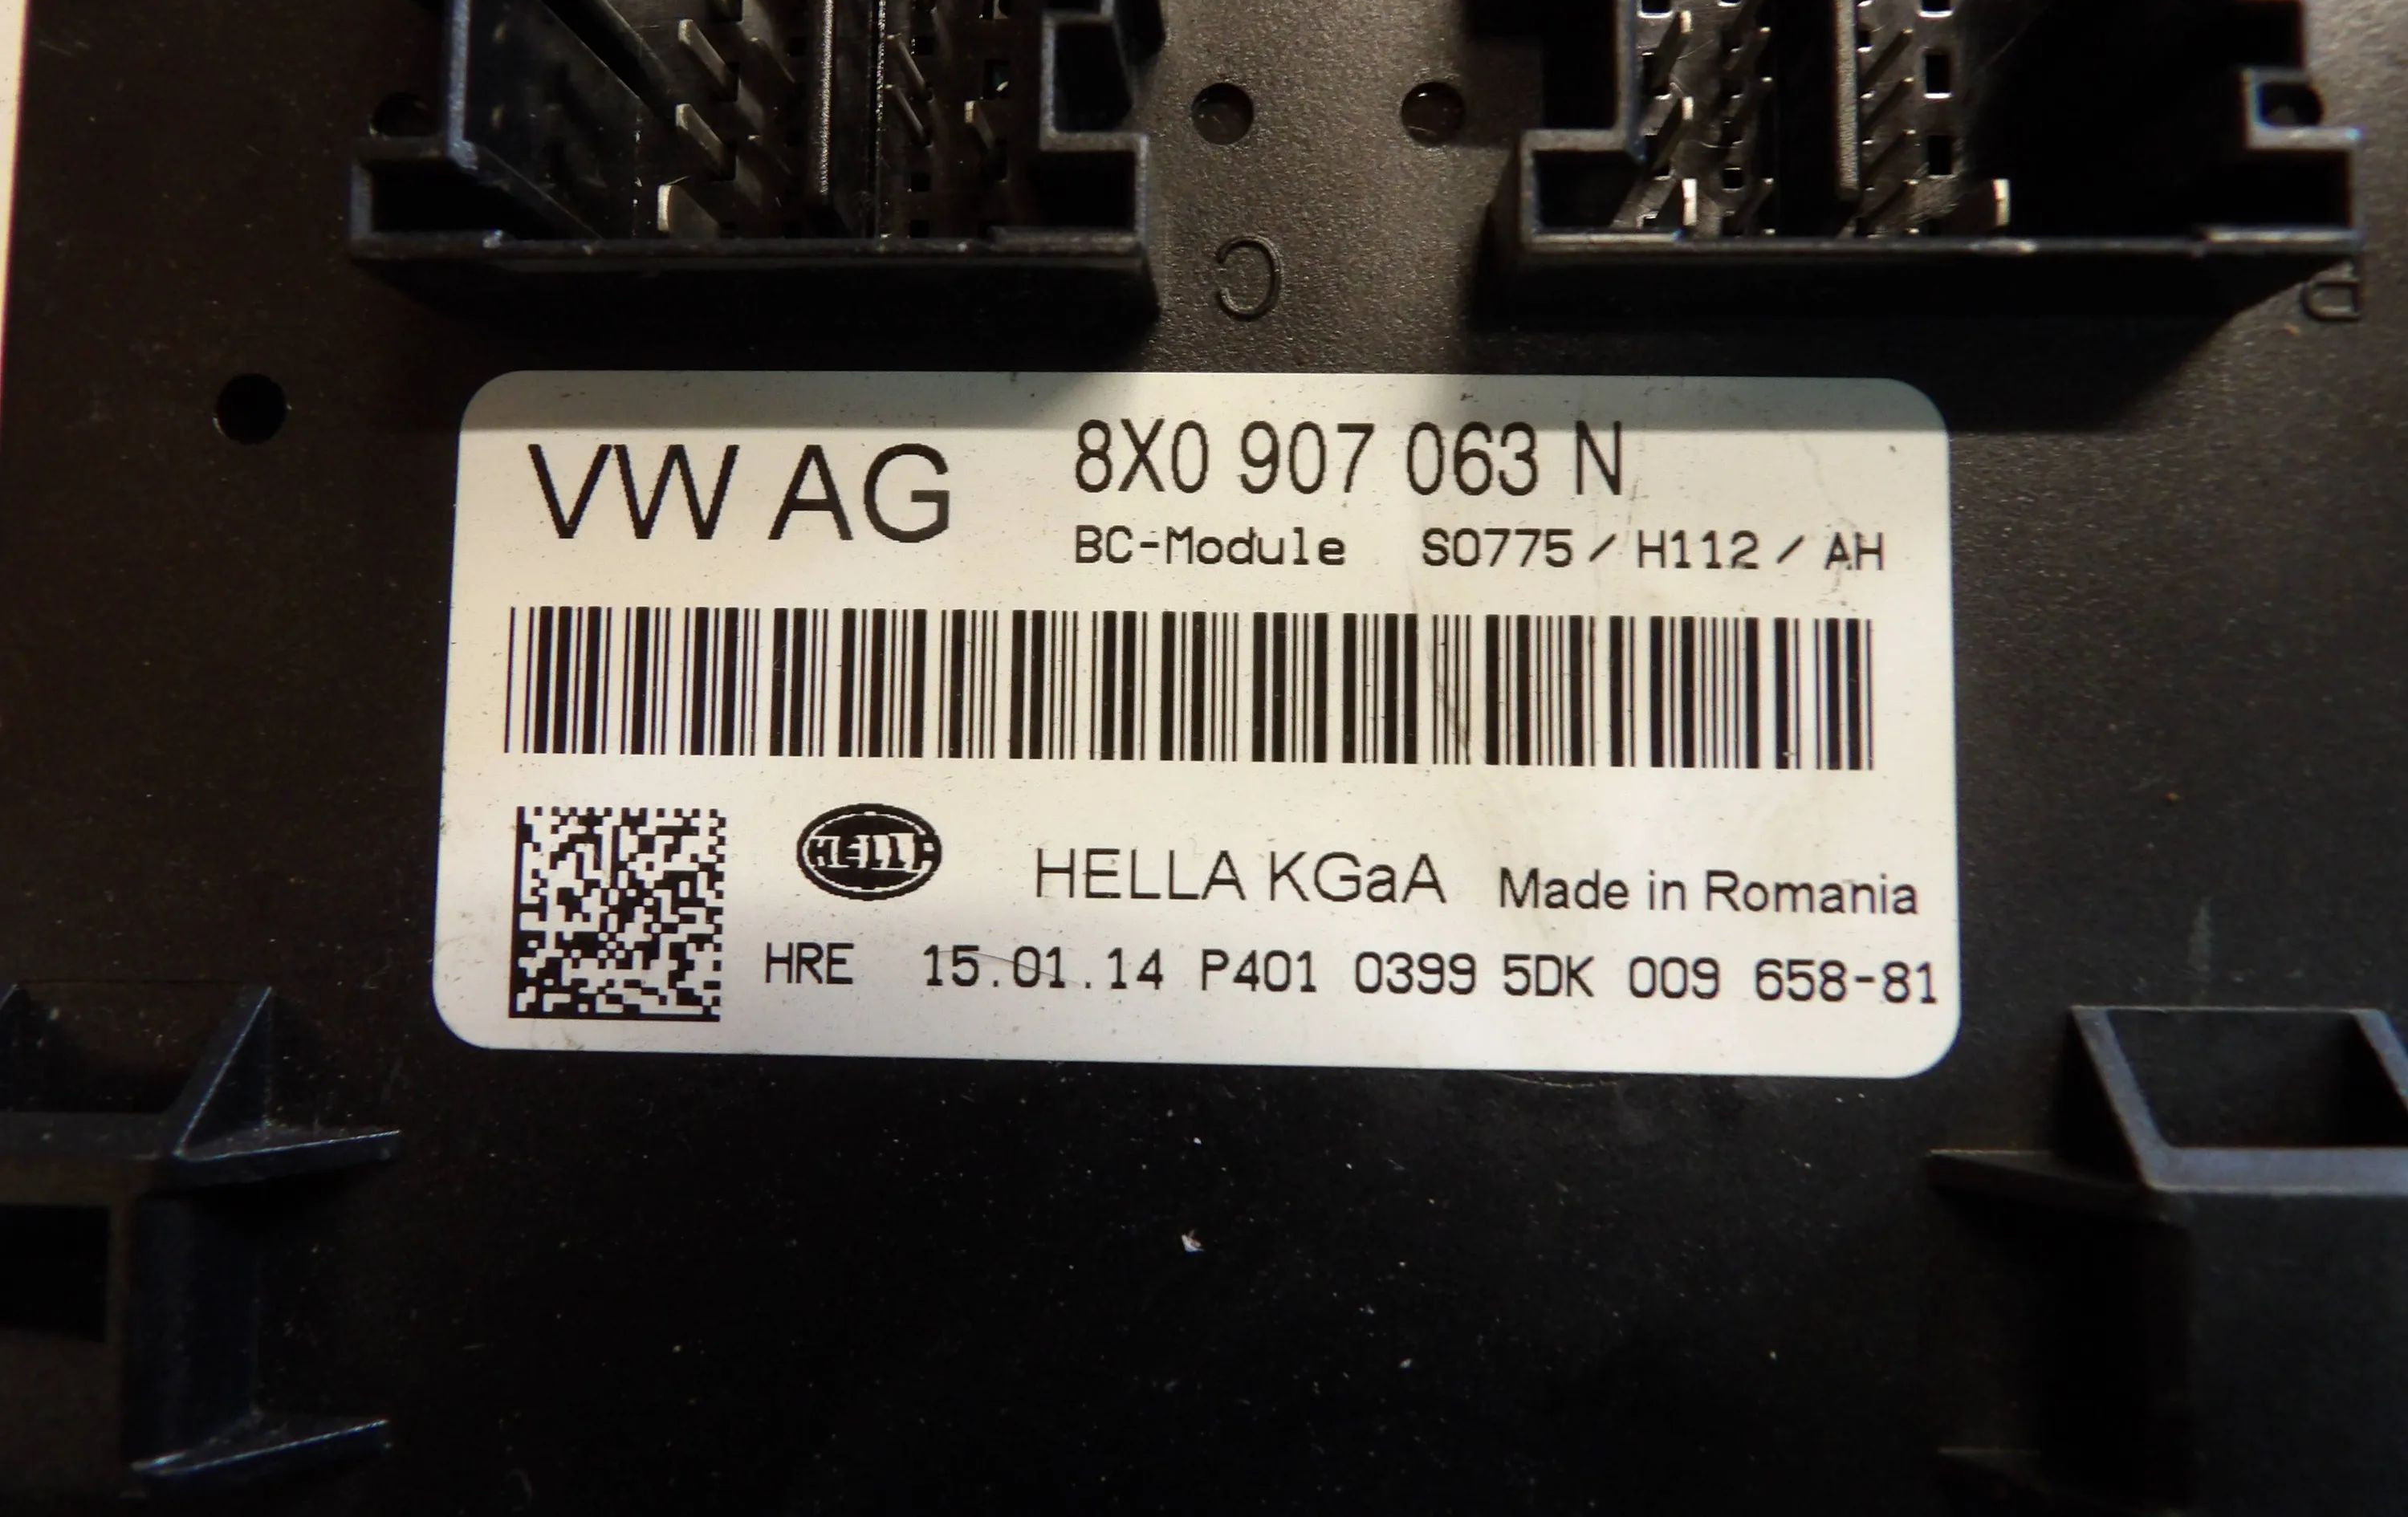 C
D
VW AG 8X0 907 063 N
BC-Module S0775 / H112 / AH
HELLA
HELLA KGaA Made in Romania
HRE 15.01.14 P401 0399 5DK 009 658-81